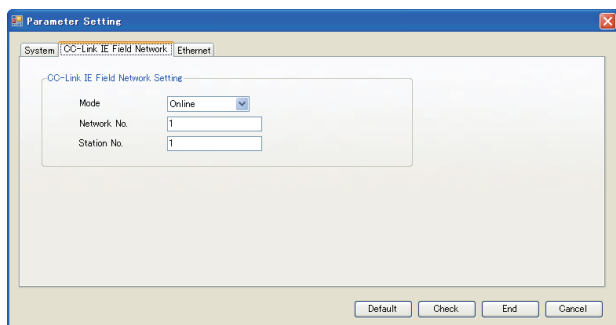 Parameter Setting
System CC-Link IE Field Network Ethernet
CC-Link IE Field Network Setting
Mode Online
Network No. 1
Station No. 1
Default Check End Cancel